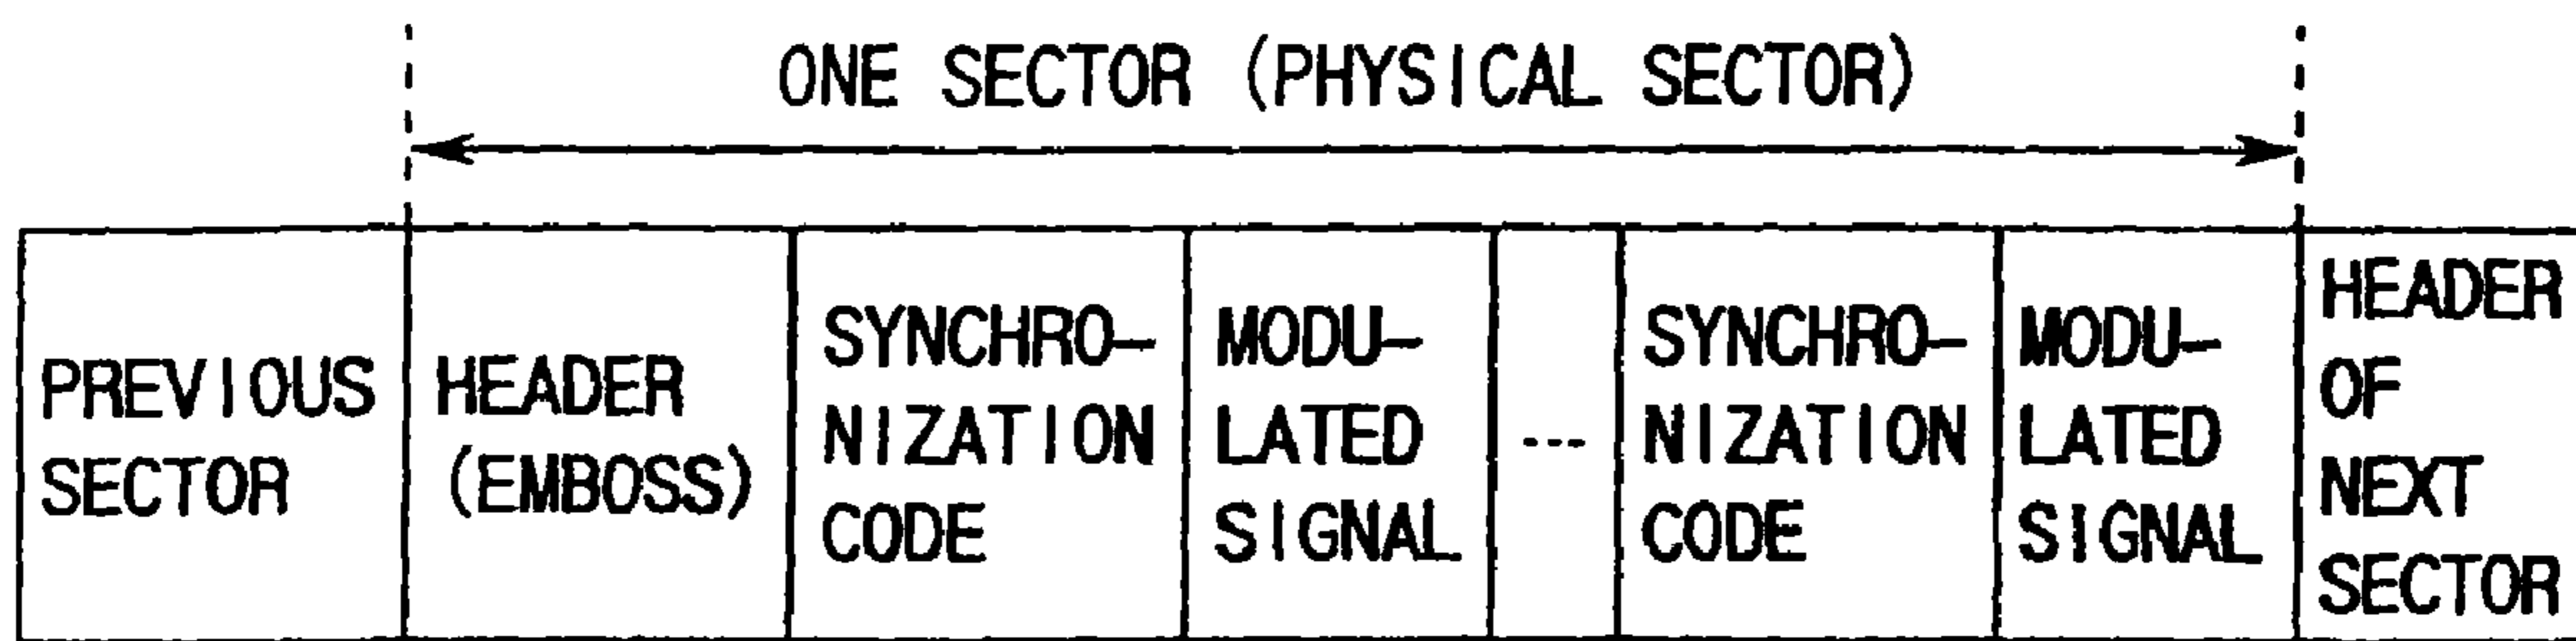 ONE SECTOR (PHYSICAL SECTOR)
PREVIOUS
SECTOR
HEADER
(EMBOSS)
SYNCHRO-
NIZATION
CODE
MODU-
LATED
SIGNAL
---
SYNCHRO-
NIZATION
CODE
MODU-
LATED
SIGNAL
HEADER
OF
NEXT
SECTOR